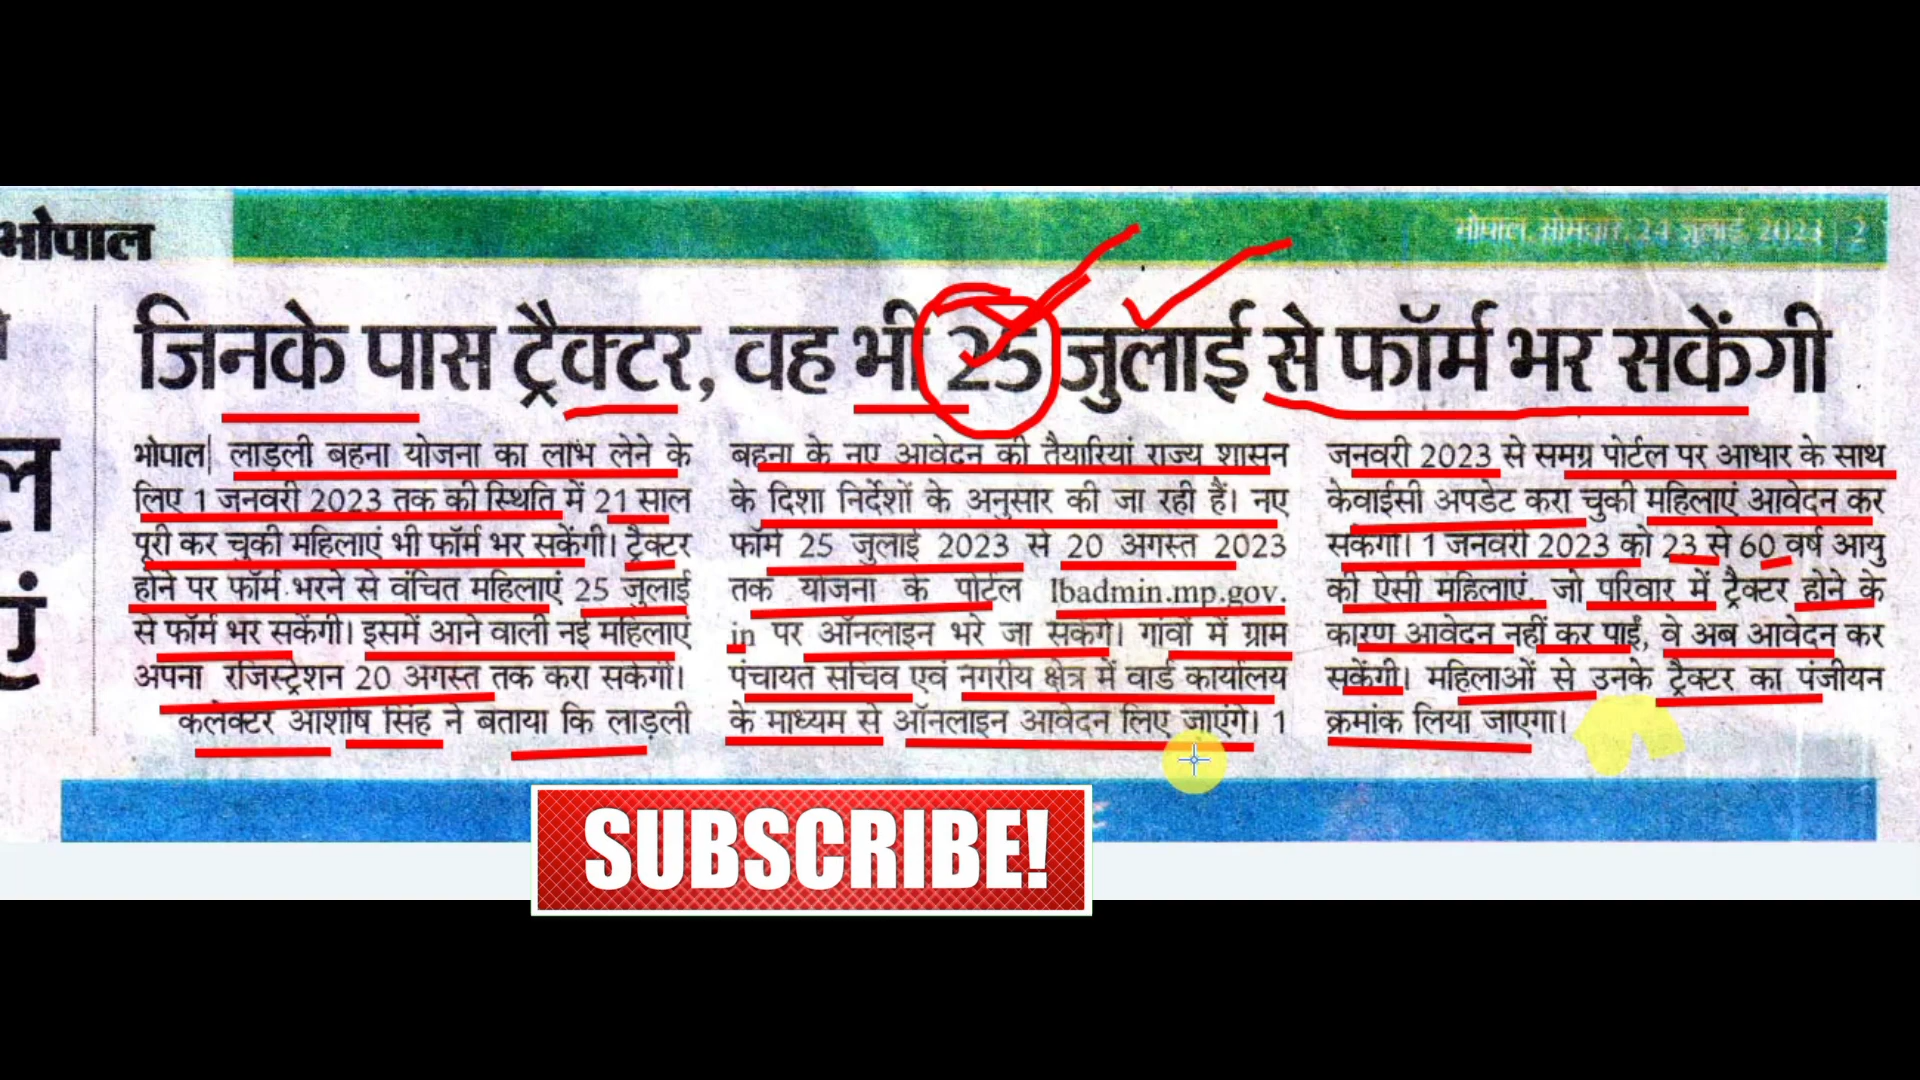 भोपाल
भोपाल, सोमवार, 24 जुलाई, 2023 | 2
जिनके पास ट्रैक्टर, वह भी 25 जुलाई से फॉर्म भर सकेंगी
भोपाल| लाड़ली बहना योजना का लाभ लेने के
लिए 1 जनवरी 2023 तक की स्थिति में 21 साल
पूरी कर चुकी महिलाएं भी फॉर्म भर सकेंगी। ट्रैक्टर
होने पर फॉर्म भरने से वंचित महिलाएं 25 जुलाई
से फॉर्म भर सकेंगी। इसमें आने वाली नई महिलाएं
अपना रजिस्ट्रेशन 20 अगस्त तक करा सकेंगी।
कलेक्टर आशीष सिंह ने बताया कि लाड़ली
बहना के नए आवेदन की तैयारियां राज्य शासन
के दिशा निर्देशों के अनुसार की जा रही हैं। नए
फॉर्म 25 जुलाई 2023 से 20 अगस्त 2023
तक योजना के पोर्टल lbadmin.mp.gov.
in पर ऑनलाइन भरे जा सकेंगे। गांवों में ग्राम
पंचायत सचिव एवं नगरीय क्षेत्र में वार्ड कार्यालय
के माध्यम से ऑनलाइन आवेदन लिए जाएंगे। 1
जनवरी 2023 से समग्र पोर्टल पर आधार के साथ
केवाईसी अपडेट करा चुकी महिलाएं आवेदन कर
सकेंगी। 1 जनवरी 2023 को 23 से 60 वर्ष आयु
की ऐसी महिलाएं, जो परिवार में ट्रैक्टर होने के
कारण आवेदन नहीं कर पाईं, वे अब आवेदन कर
सकेंगी। महिलाओं से उनके ट्रैक्टर का पंजीयन
क्रमांक लिया जाएगा।
SUBSCRIBE!